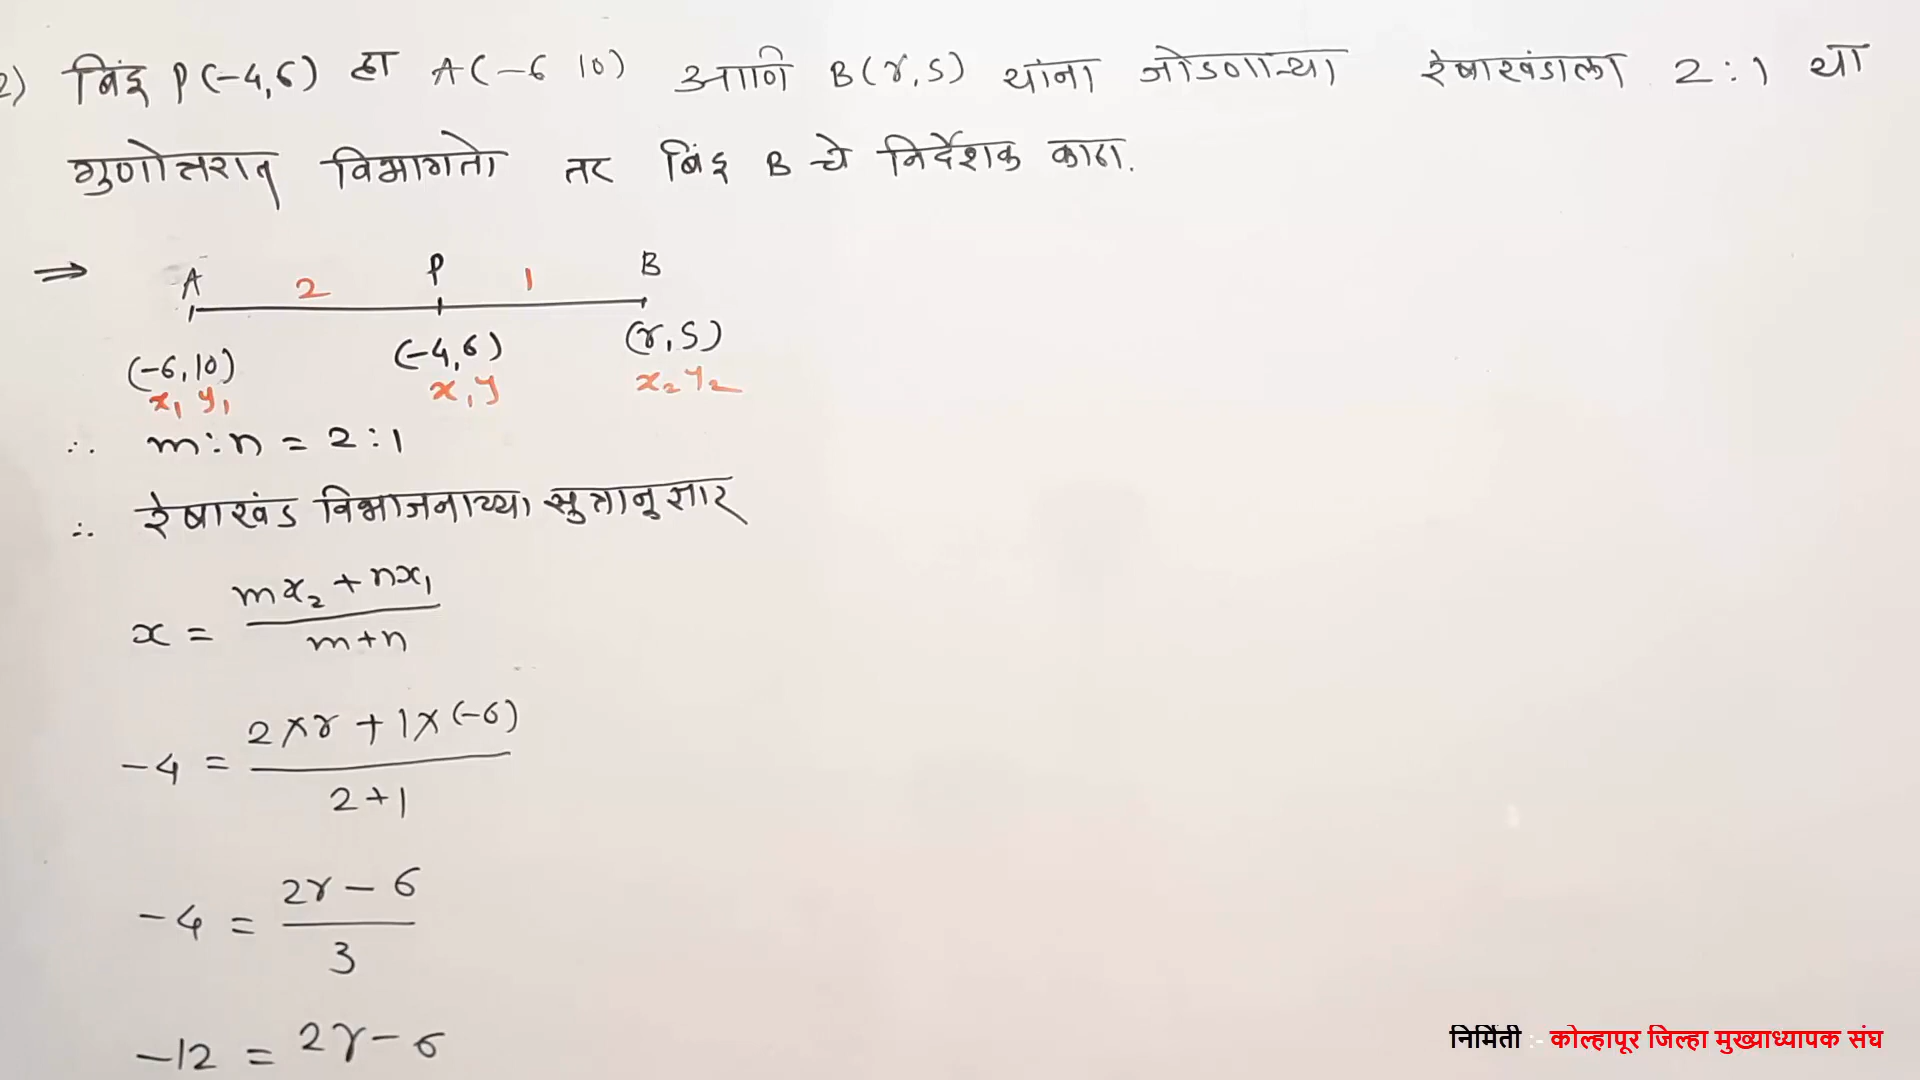 2) बिंदू P(-4,6) हा A(-6 10) आणि B(r,s) यांना जोडणाऱ्या रेषाखंडाला 2:1 या
गुणोत्तरात विभागतो तर बिंदू B चे निर्देशक काढा.
⇒ A 2 P 1 B
(-6,10) (-4,6) (r,s)
x₁ y₁ x,y x₂ y₂
∴ m:n = 2:1
∴ रेषाखंड विभाजनाच्या सुत्रानुसार
x = (mx₂ + nx₁)/(m+n)
-4 = (2×r + 1×(-6))/(2+1)
-4 = (2r - 6)/3
-12 = 2r - 6
निर्मिती :- कोल्हापूर जिल्हा मुख्याध्यापक संघ